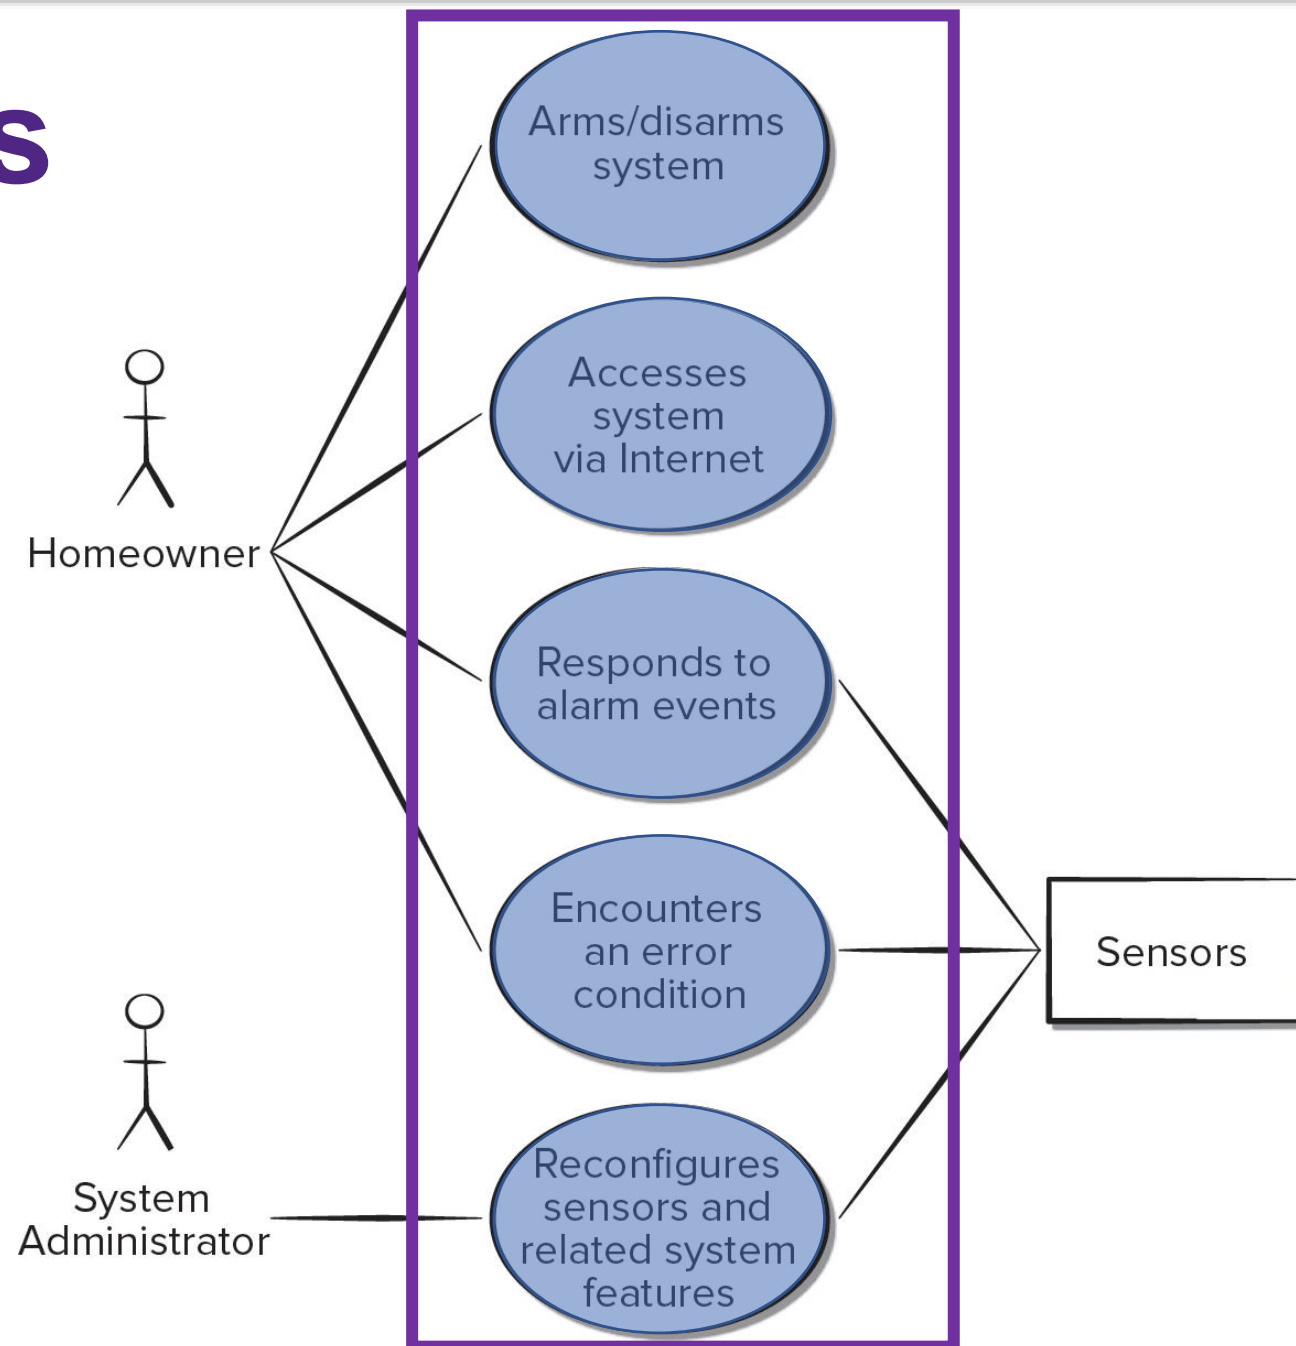 s
Arms/disarms
system
Accesses
system
via Internet
Homeowner
Responds to
alarm events
Encounters
an error
condition
Sensors
System
Administrator
Reconfigures
sensors and
related system
features